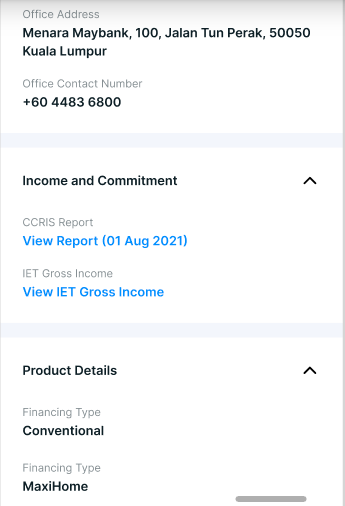 Office Address
Menara Maybank, 100, Jalan Tun Perak, 50050
Kuala Lumpur
Office Contact Number
+60 4483 6800
Income and Commitment
CCRIS Report
View Report (01 Aug 2021)
IET Gross Income
View IET Gross Income
Product Details
Financing Type
Conventional
Financing Type
MaxiHome